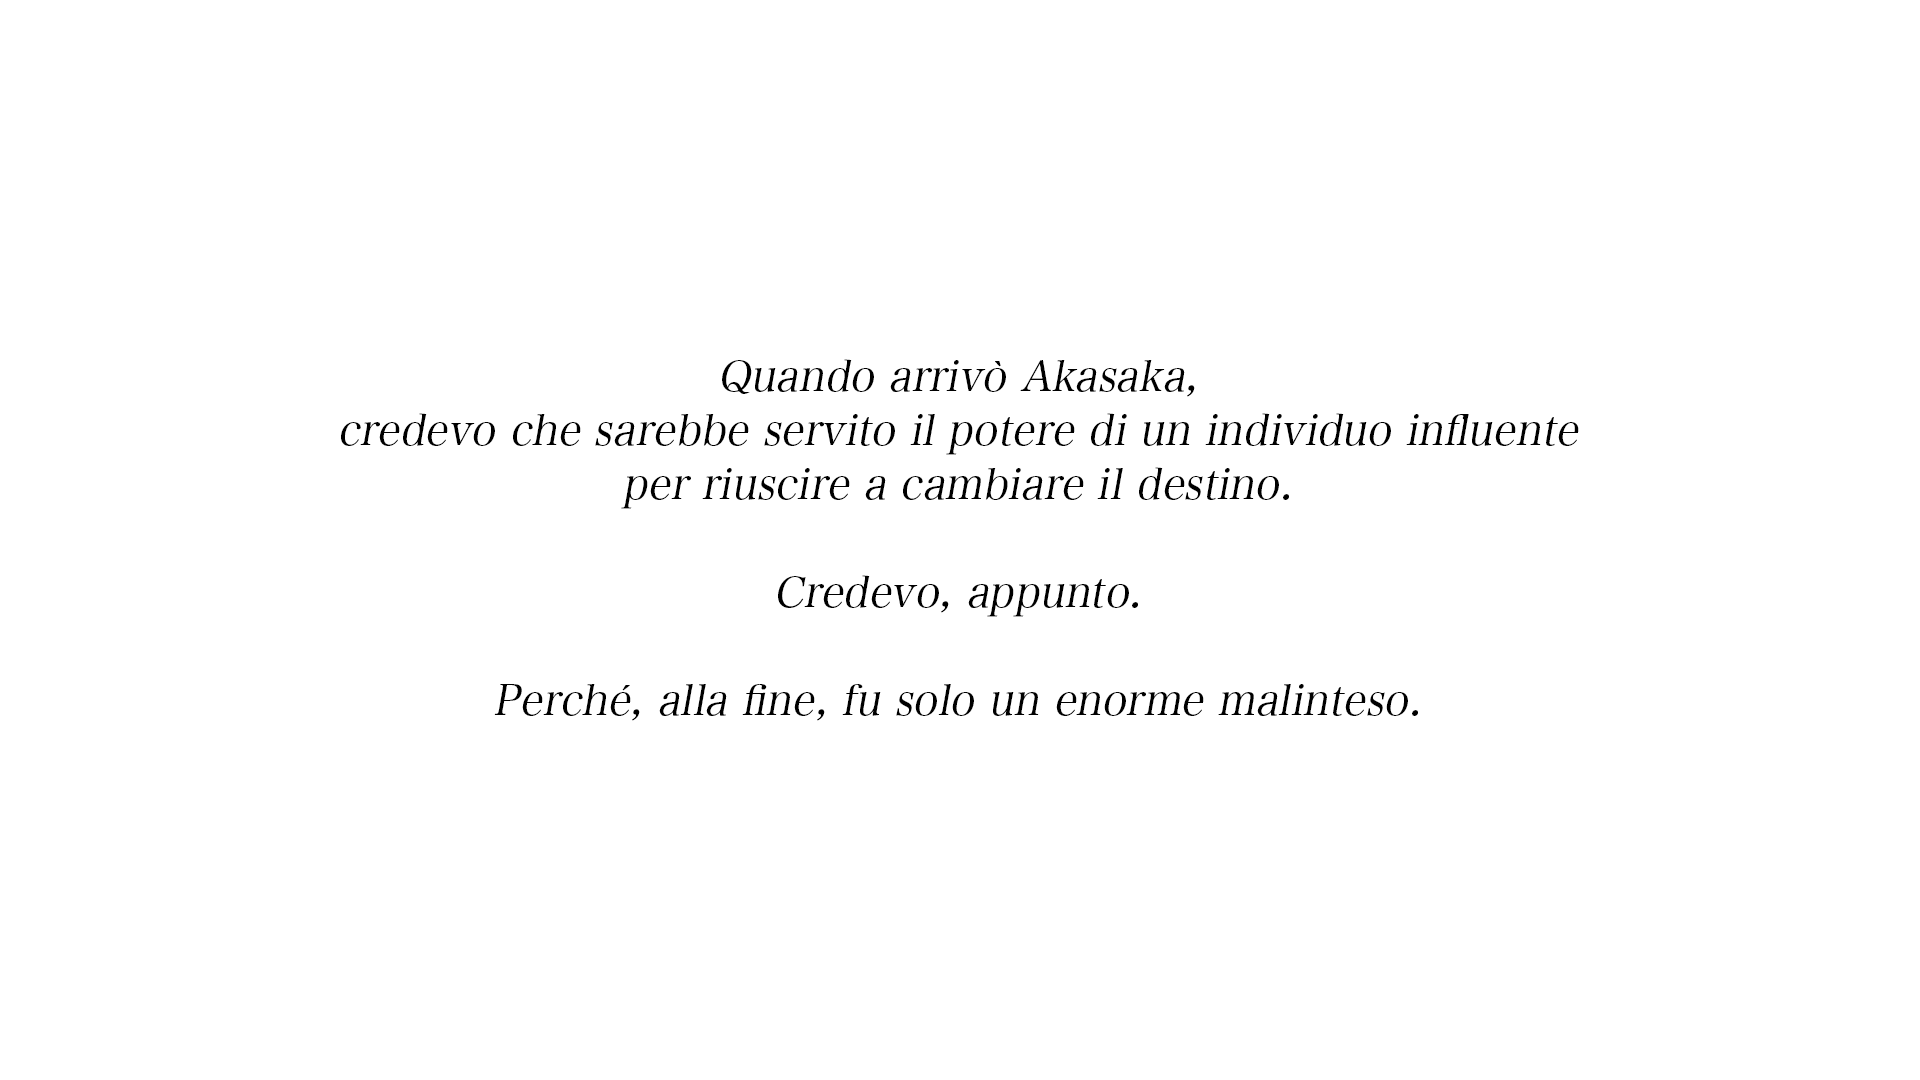 Quando arrivò Akasaka,
credevo che sarebbe servito il potere di un individuo influente
per riuscire a cambiare il destino.
Credevo, appunto.
Perché, alla fine, fu solo un enorme malinteso.